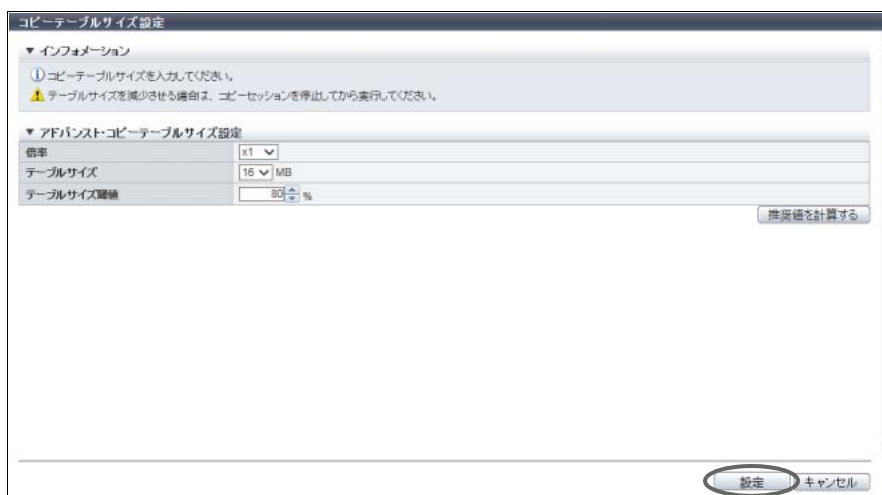 コピーテーブルサイズ設定
▼ インフォメーション
コピーテーブルサイズを入力してください。
テーブルサイズを減少させる場合は、コピーセッションを停止してから実行してください。
▼ アドバンスト・コピーテーブルサイズ設定
倍率 x1
テーブルサイズ 16 MB
テーブルサイズ閾値 80 %
推奨値を計算する
設定 キャンセル